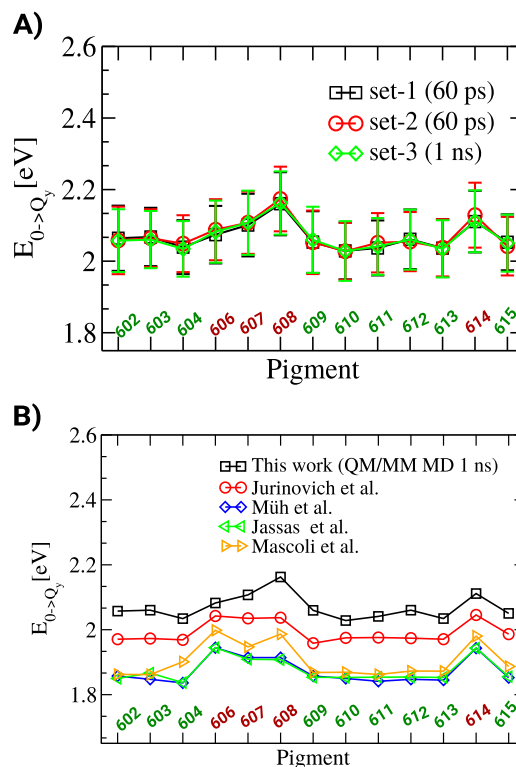 A)
2.6
2.4
2.2
2
1.8
E0->Qy [eV]
set-1 (60 ps)
set-2 (60 ps)
set-3 (1 ns)
602 603 604 606 607 608 609 610 611 612 613 614 615
Pigment
B)
2.6
2.4
2.2
2
1.8
E0->Qy [eV]
This work (QM/MM MD 1 ns)
Jurinovich et al.
Müh et al.
Jassas et al.
Mascoli et al.
602 603 604 606 607 608 609 610 611 612 613 614 615
Pigment